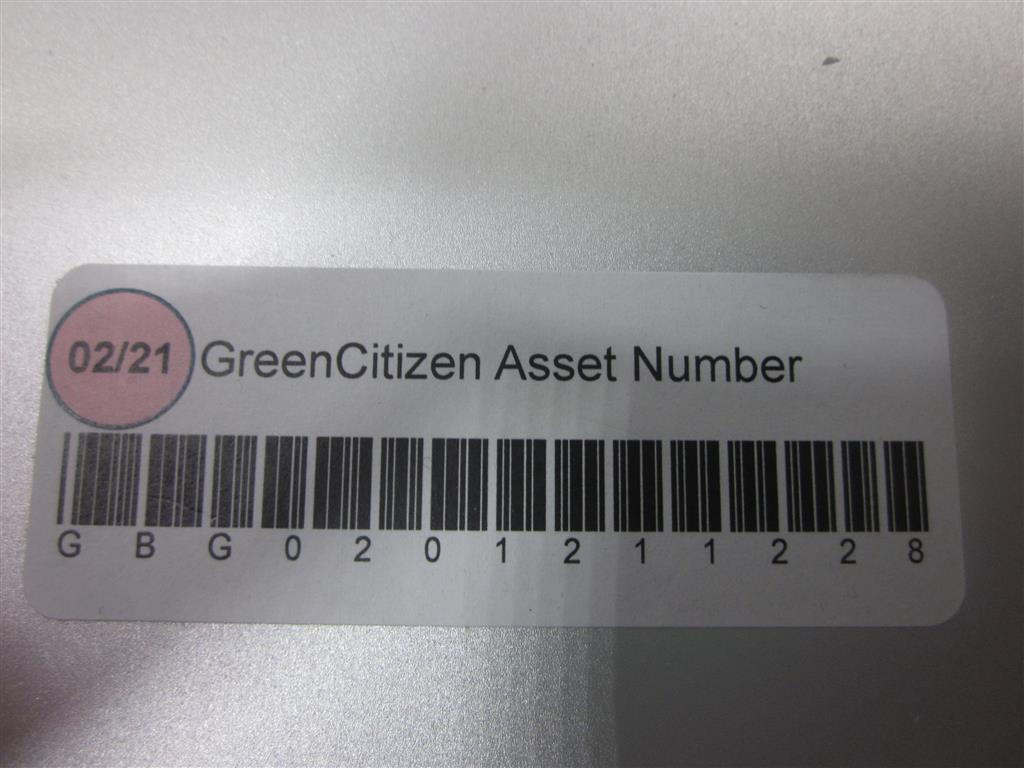 02/21 GreenCitizen Asset Number
G B G 0 2 0 1 2 1 1 2 2 8